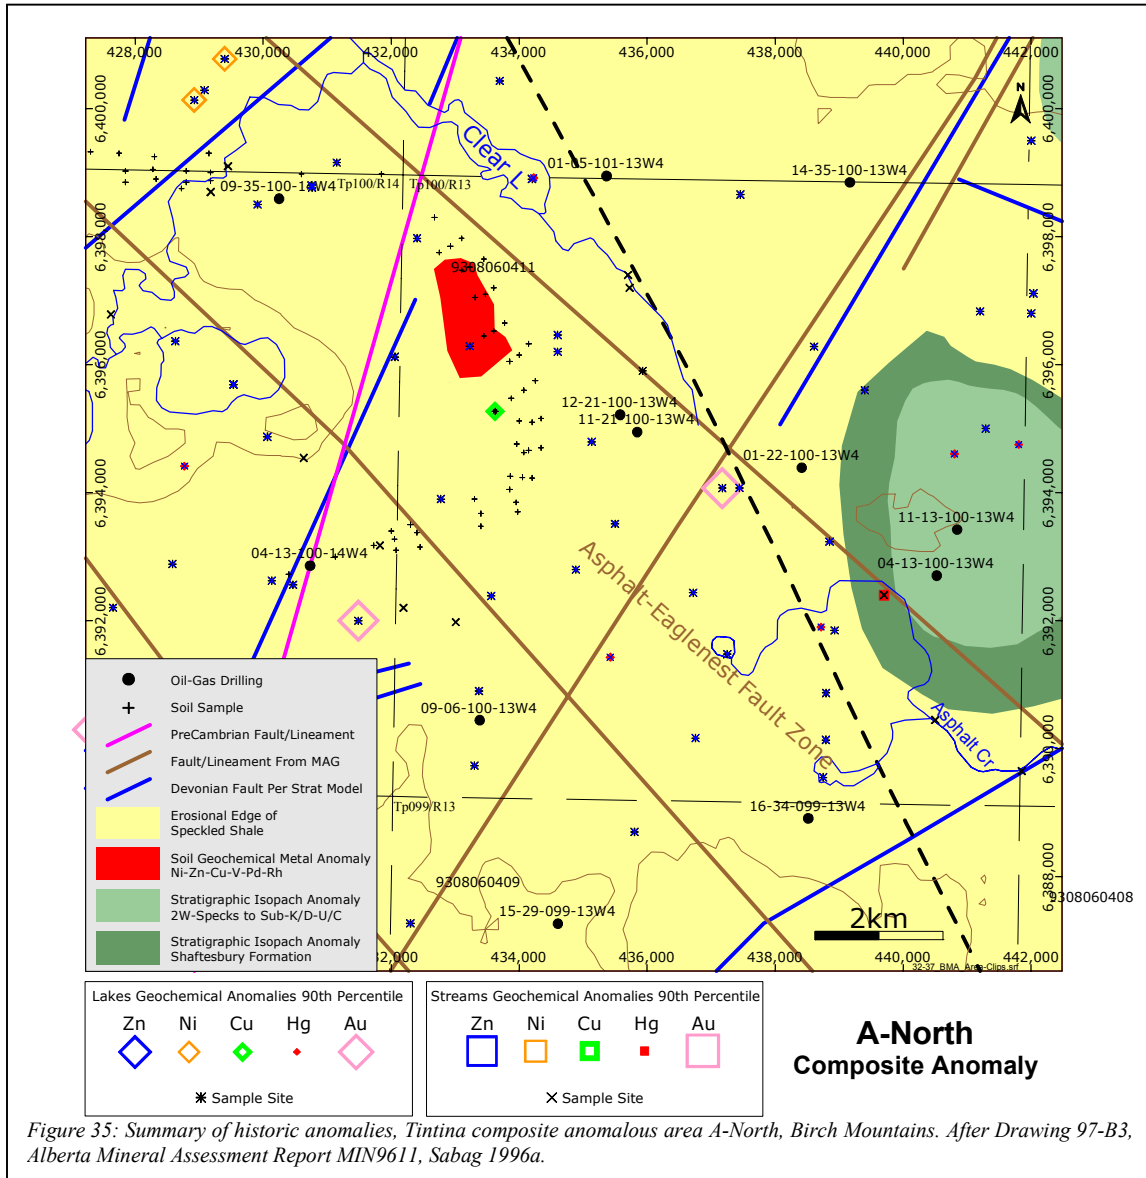 428,000 430,000 432,000 434,000 436,000 438,000 440,000 442,000
6,400,000
6,400,000
N
Clear L
01-05-101-13W4
14-35-100-13W4
Tp100/R14
Tp100/R13
09-35-100-14W4
6,398,000
6,398,000
9308060411
6,396,000
6,396,000
12-21-100-13W4
11-21-100-13W4
01-22-100-13W4
6,394,000
6,394,000
11-13-100-13W4
04-13-100-14W4
04-13-100-13W4
Asphalt-Eaglenest Fault Zone
6,392,000
6,392,000
09-06-100-13W4
Asphalt Cr
6,390,000
Tp099/R13
16-34-099-13W4
9308060409
6,388,000
9308060408
15-29-099-13W4
2km
32,000 434,000 436,000 438,000 440,000
32-37_BMA_Area-Clips.srf
Oil-Gas Drilling
Soil Sample
PreCambrian Fault/Lineament
Fault/Lineament From MAG
Devonian Fault Per Strat Model
Erosional Edge of
Speckled Shale
Soil Geochemical Metal Anomaly
Ni-Zn-Cu-V-Pd-Rh
Stratigraphic Isopach Anomaly
2W-Specks to Sub-K/D-U/C
Stratigraphic Isopach Anomaly
Shaftesbury Formation
Lakes Geochemical Anomalies 90th Percentile
Zn Ni Cu Hg Au
Sample Site
Streams Geochemical Anomalies 90th Percentile
Zn Ni Cu Hg Au
Sample Site
A-North
Composite Anomaly
Figure 35: Summary of historic anomalies, Tintina composite anomalous area A-North, Birch Mountains. After Drawing 97-B3,
Alberta Mineral Assessment Report MIN9611, Sabag 1996a.